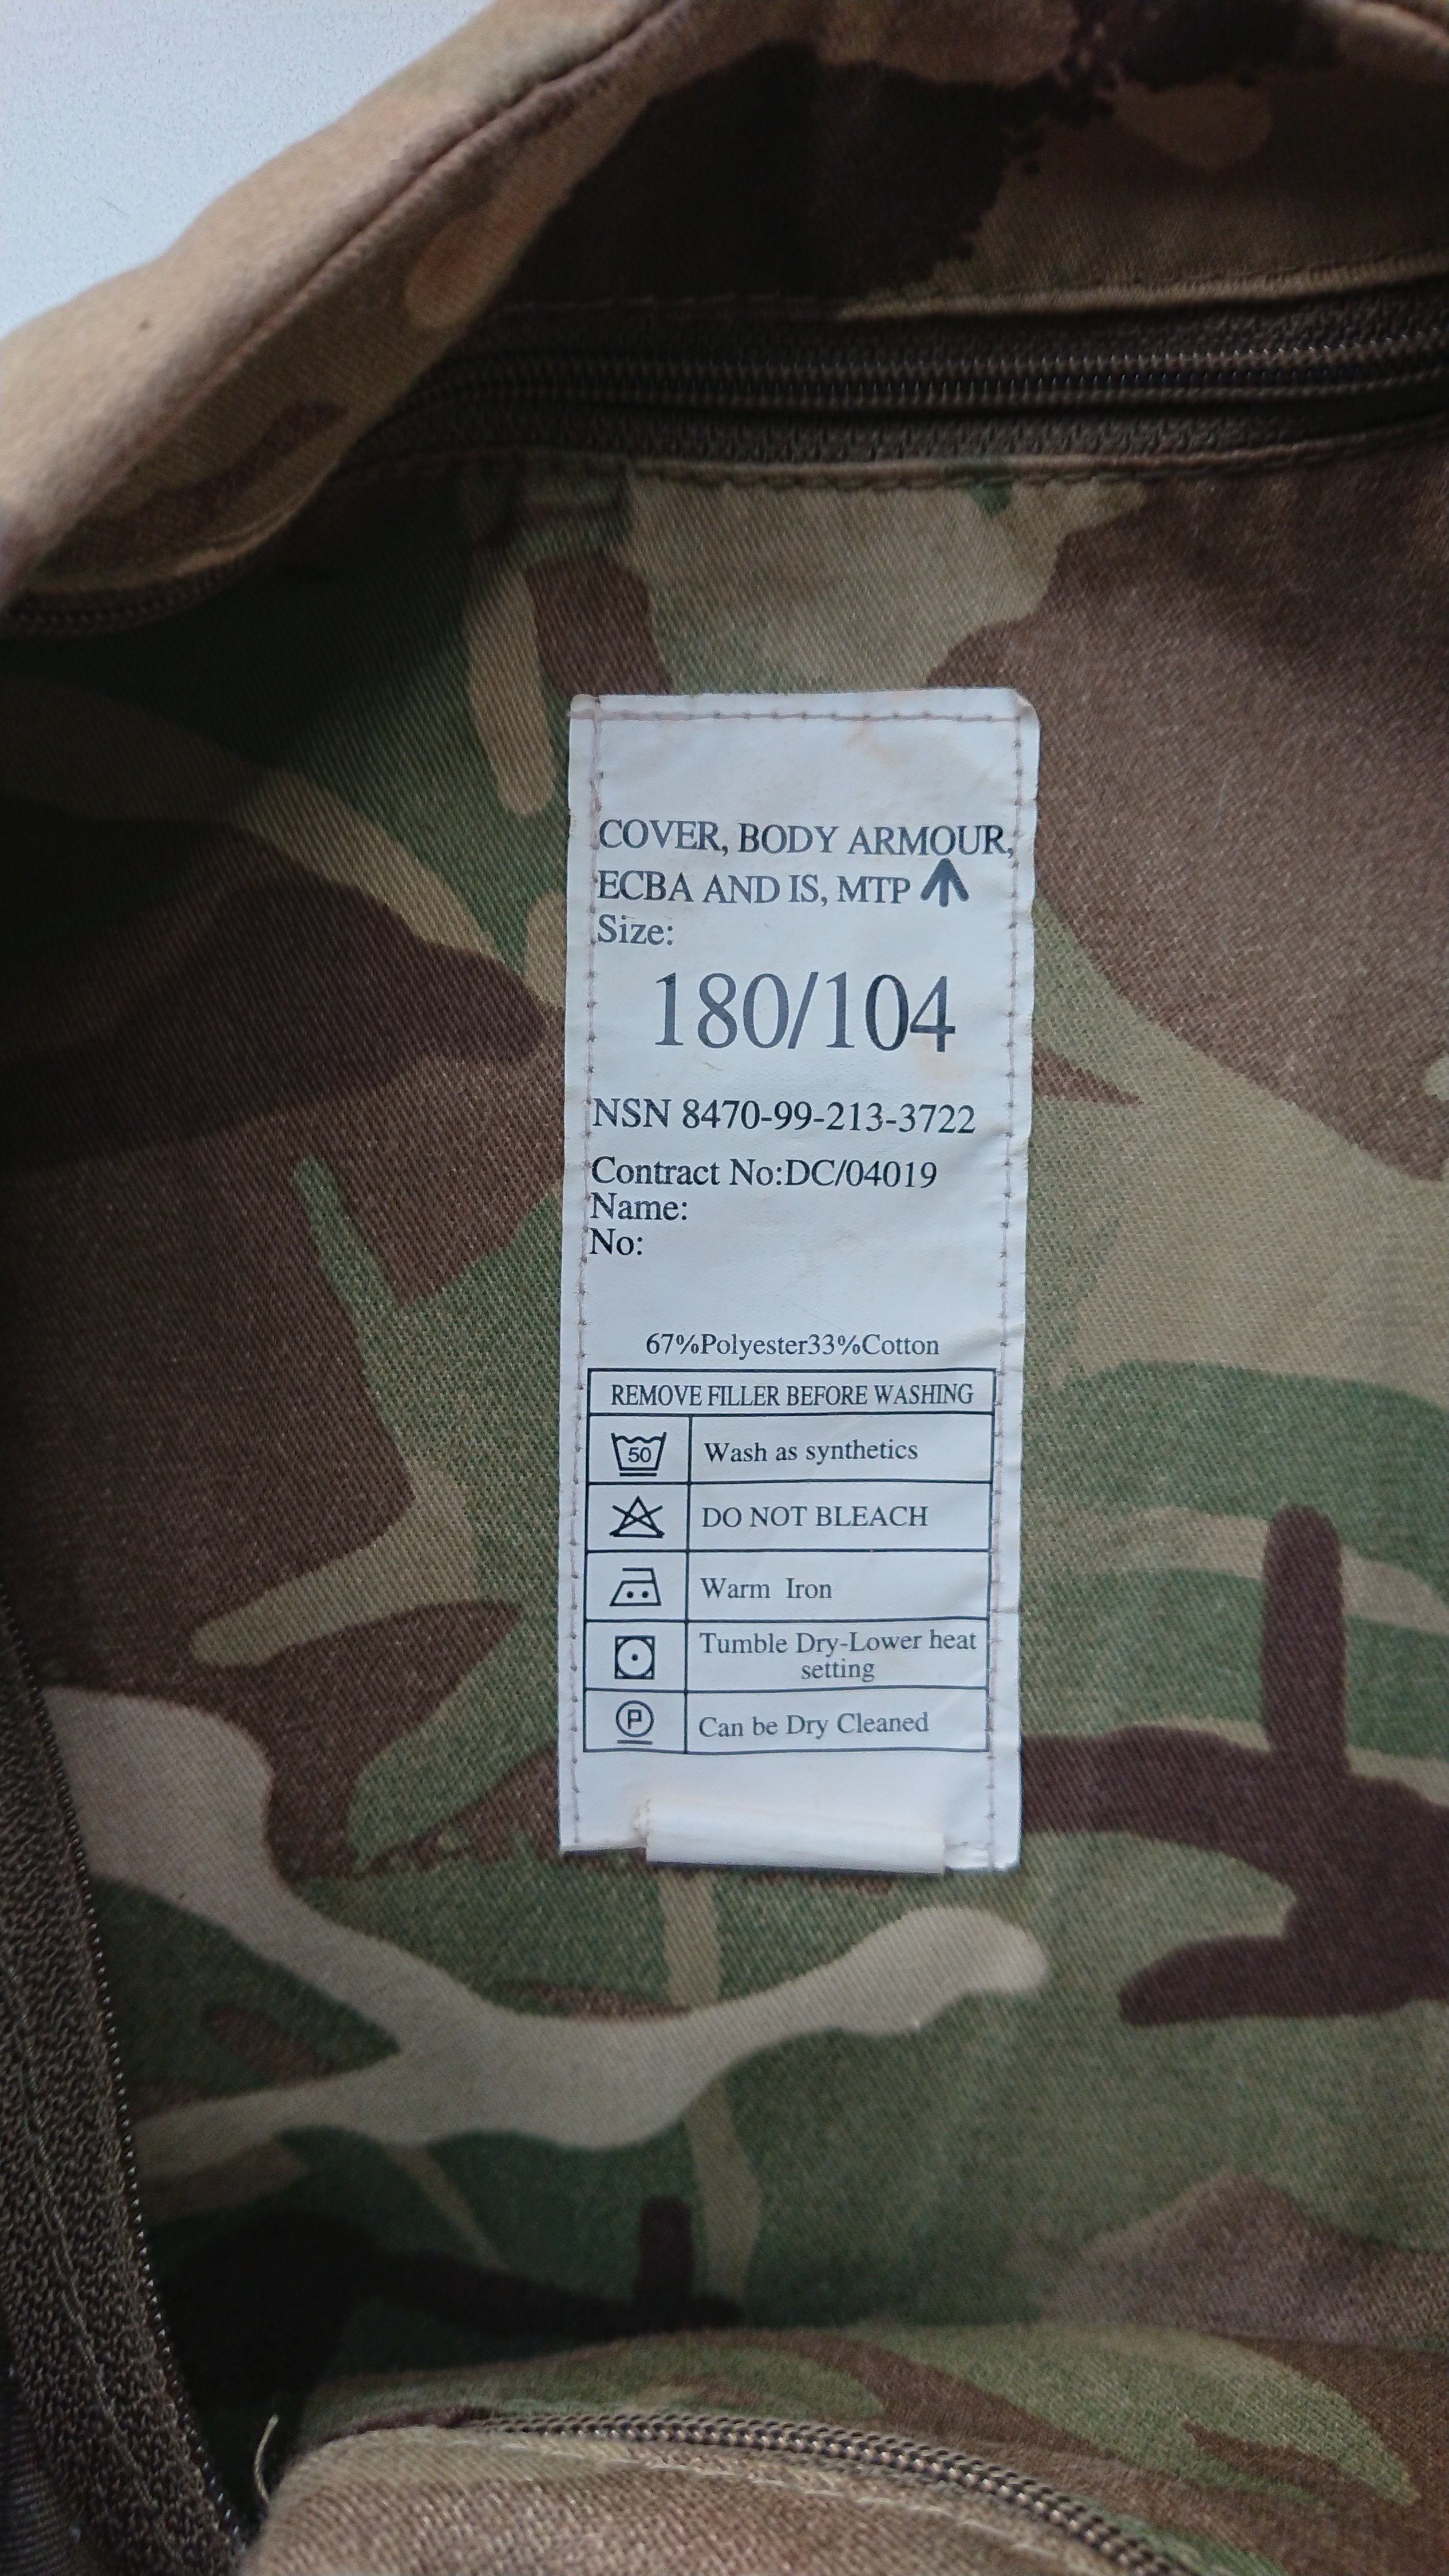 COVER, BODY ARMOUR,
ECBA AND IS, MTP
Size:
180/104
NSN 8470-99-213-3722
Contract No:DC/04019
Name:
No:
67%Polyester33%Cotton
REMOVE FILLER BEFORE WASHING
50 Wash as synthetics
DO NOT BLEACH
Warm Iron
Tumble Dry-Lower heat
setting
P Can be Dry Cleaned